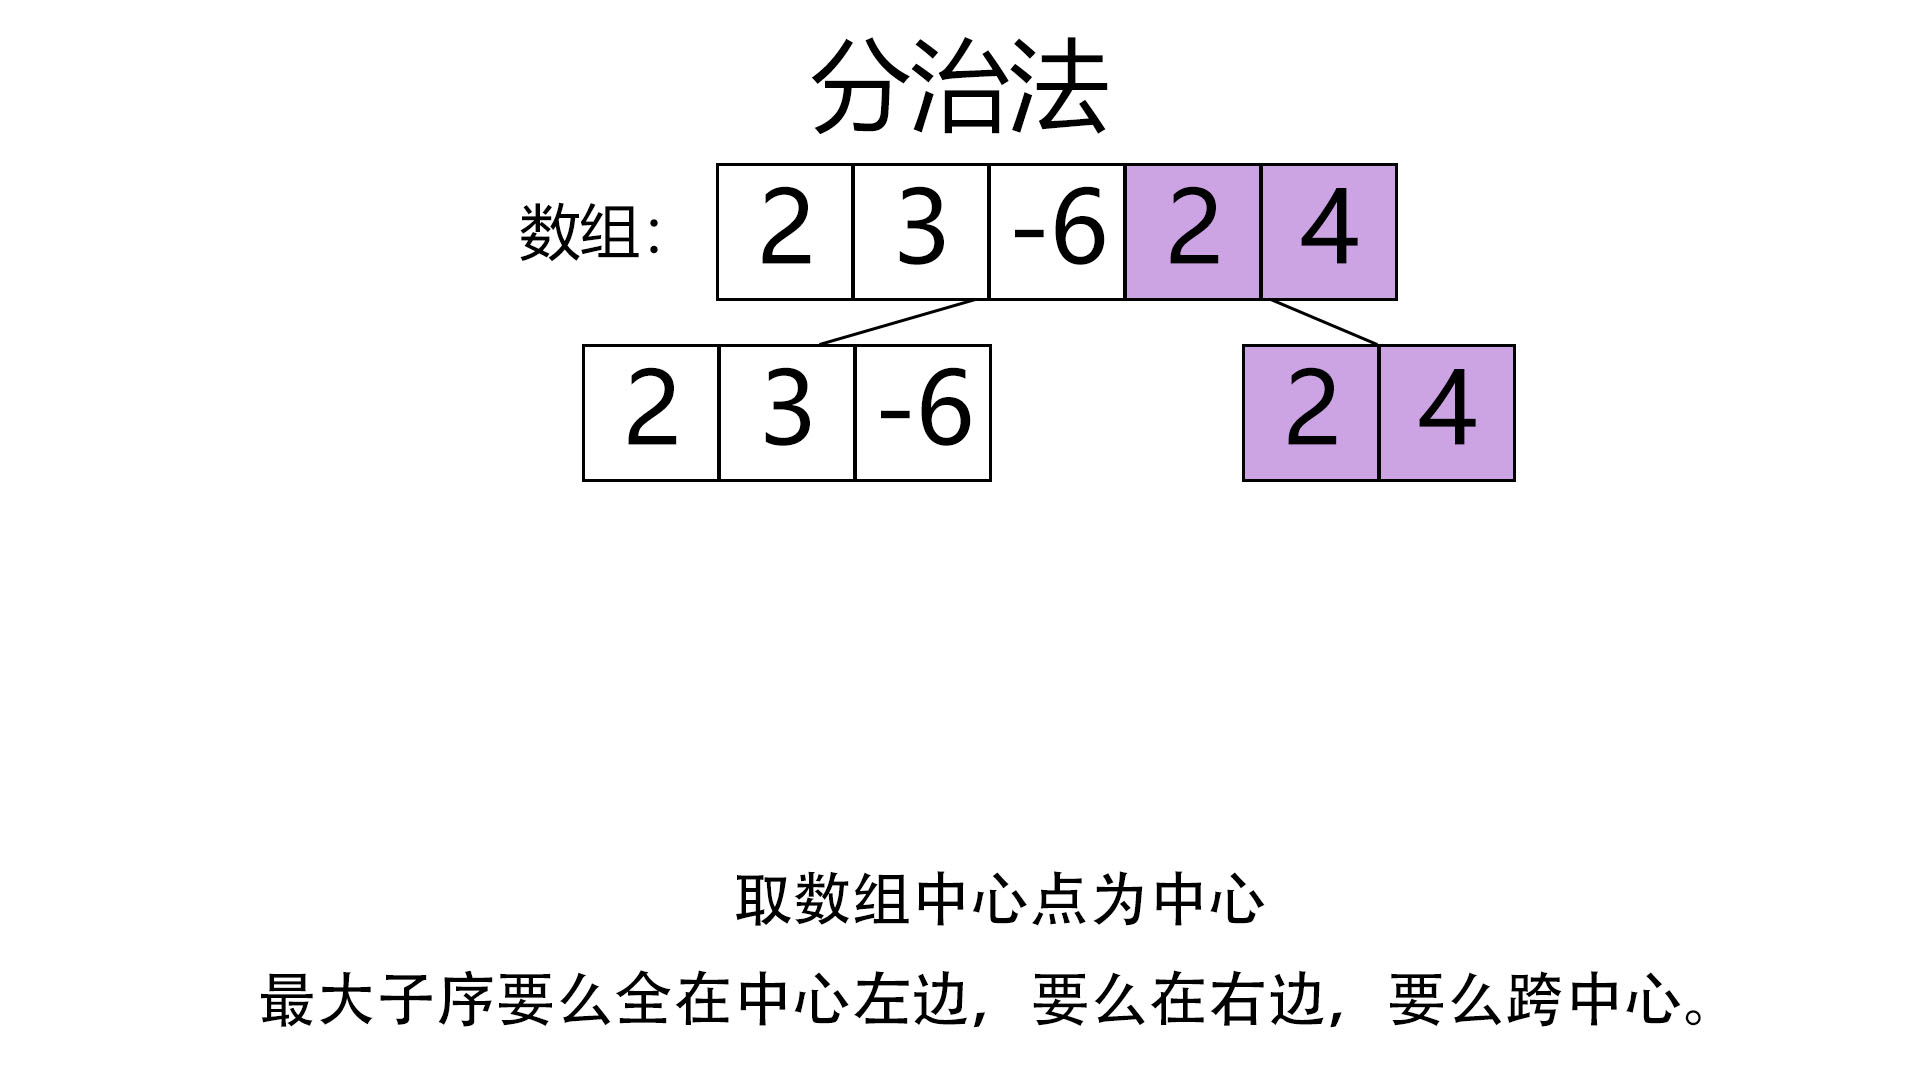 分治法
数组： 2 3 -6 2 4
2 3 -6 2 4
取数组中心点为中心
最大子序要么全在中心左边，要么在右边，要么跨中心。